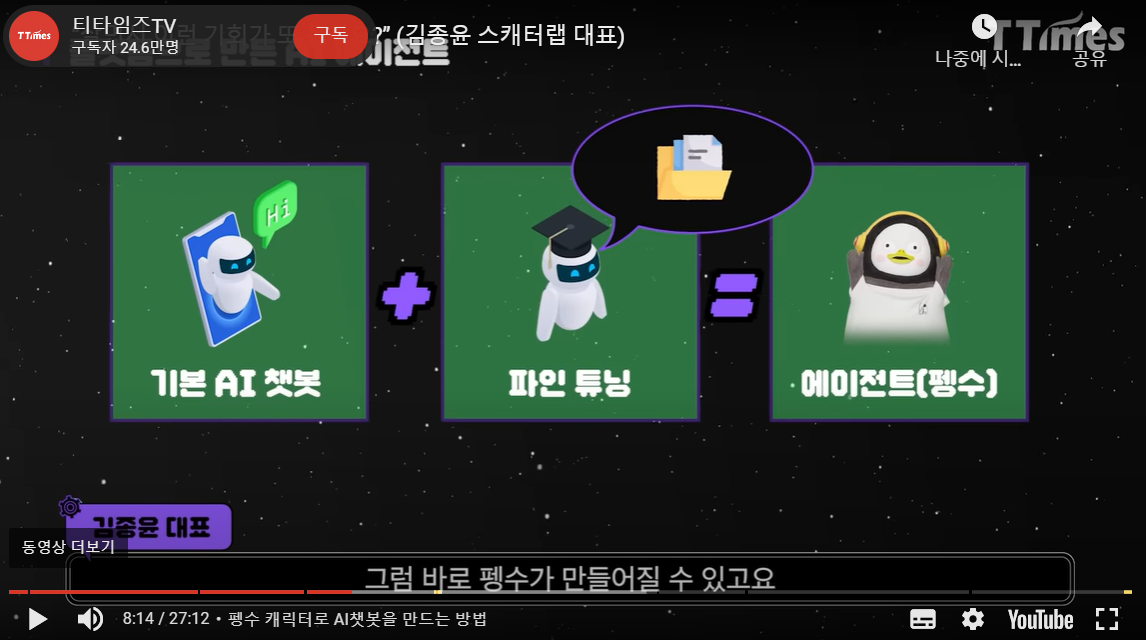 TTimes
티타임즈TV
구독자 24.6만명
구독
?” (김종윤 스캐터랩 대표)
나중에 시...
공유
TTimes
에이전트
Hi
기본 AI 챗봇
파인 튜닝
에이전트(펭수)
김종윤 대표
동영상 더보기
그럼 바로 펭수가 만들어질 수 있고요
8:14 / 27:12 • 펭수 캐릭터로 AI챗봇을 만드는 방법
YouTube